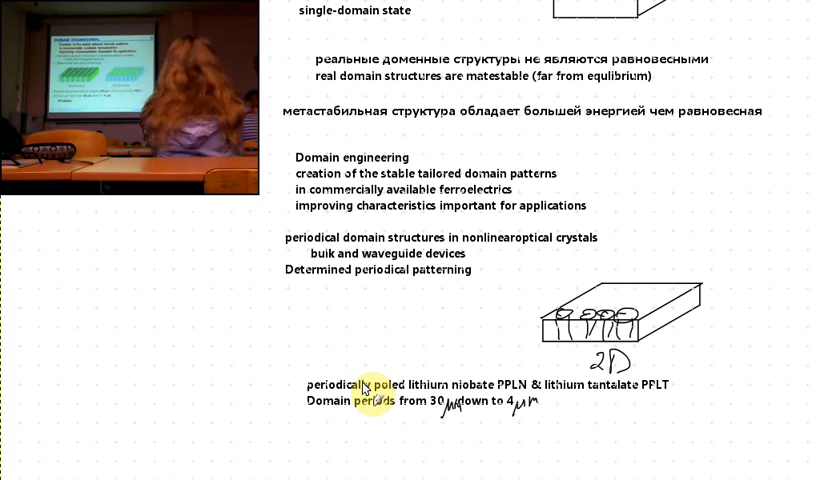 single-domain state
реальные доменные структуры не являются равновесными
real domain structures are matestable (far from equlibrium)
метастабильная структура обладает большей энергией чем равновесная
DOMAIN ENGINEERING
Domain engineering
creation of the stable tailored domain patterns
in commercially available ferroelectrics
improving characteristics important for applications
periodical domain structures in nonlinearoptical crystals
buik and waveguide devices
Determined periodical patterning
2D
periodically poled lithium niobate PPLN & lithium tantalate PPLT
Domain periods from 30 μm down to 4 μm